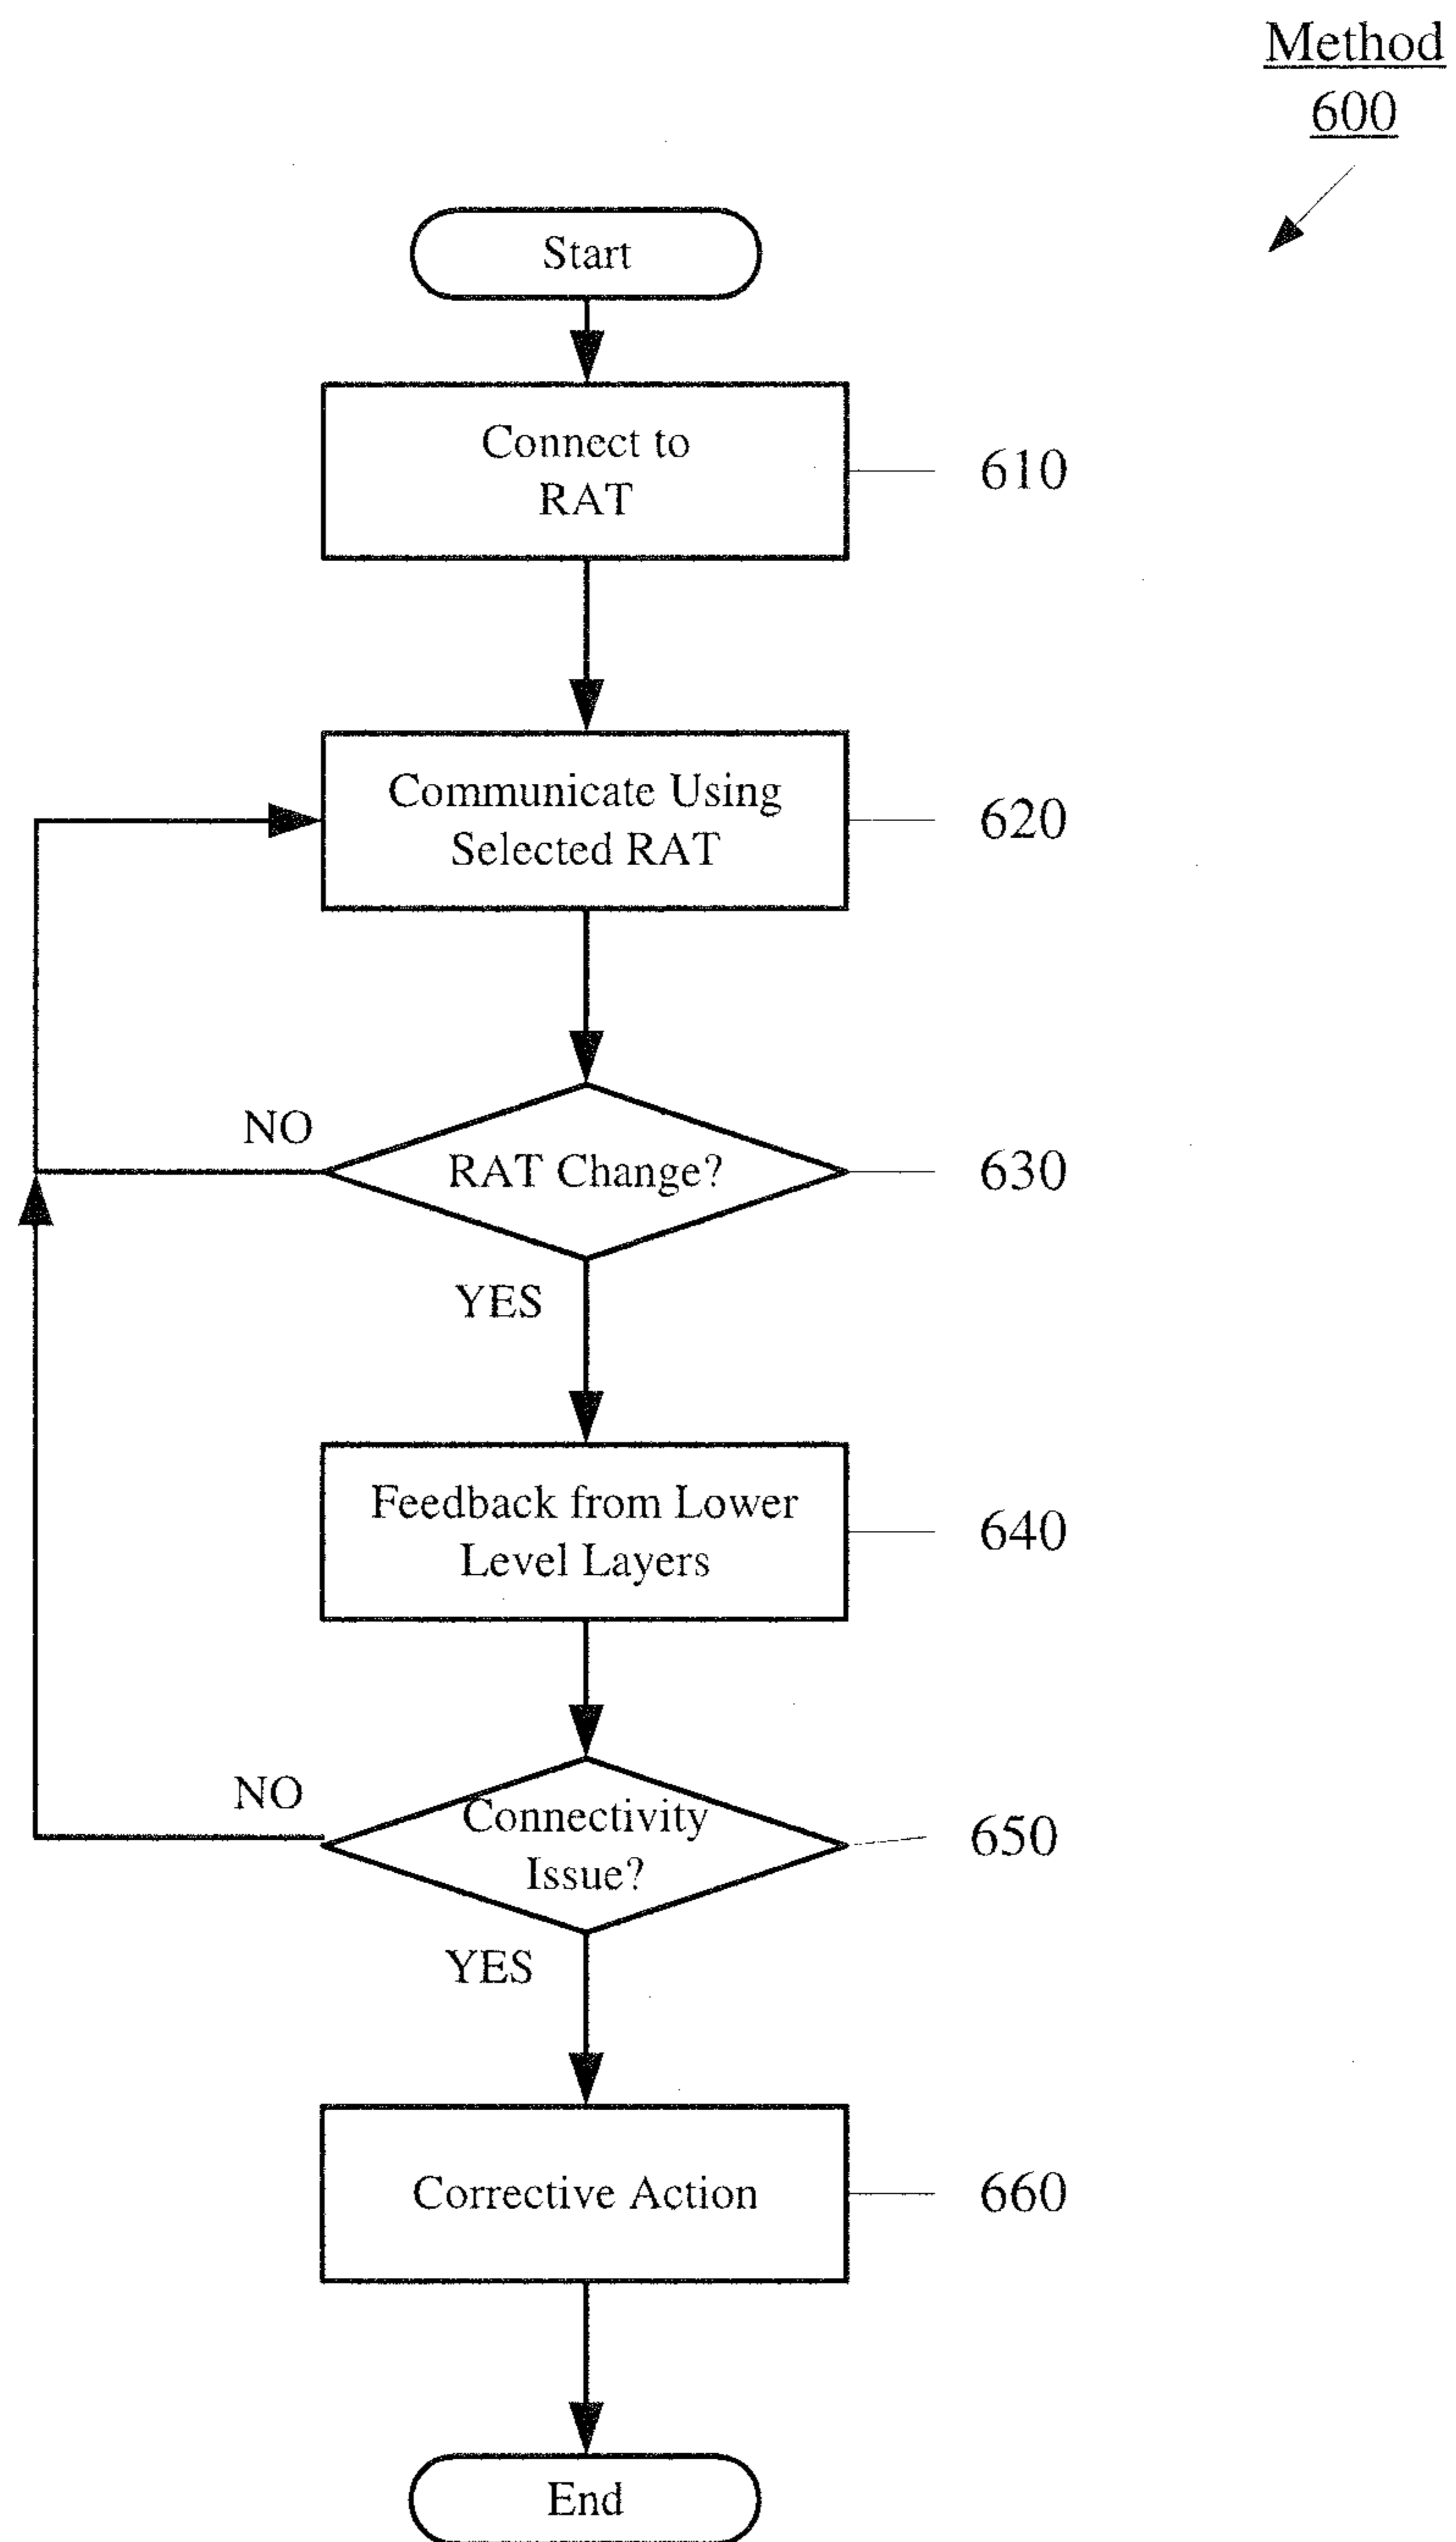 Method
600
Start
Connect to
RAT
610
Communicate Using
Selected RAT
620
NO
RAT Change?
630
YES
Feedback from Lower
Level Layers
640
NO
Connectivity
Issue?
650
YES
Corrective Action
660
End